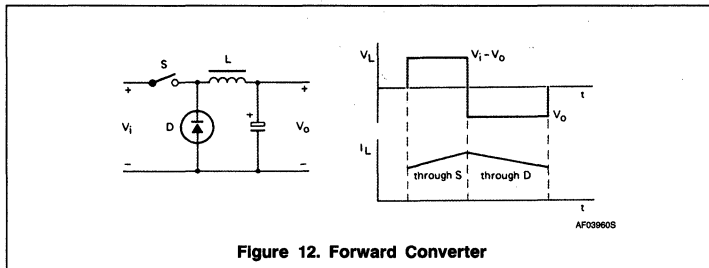 S
L
+
+
+
Vi
D
Vo
−
−
VL
Vi − Vo
t
Vo
IL
through S
through D
t
AF03960S
Figure 12. Forward Converter